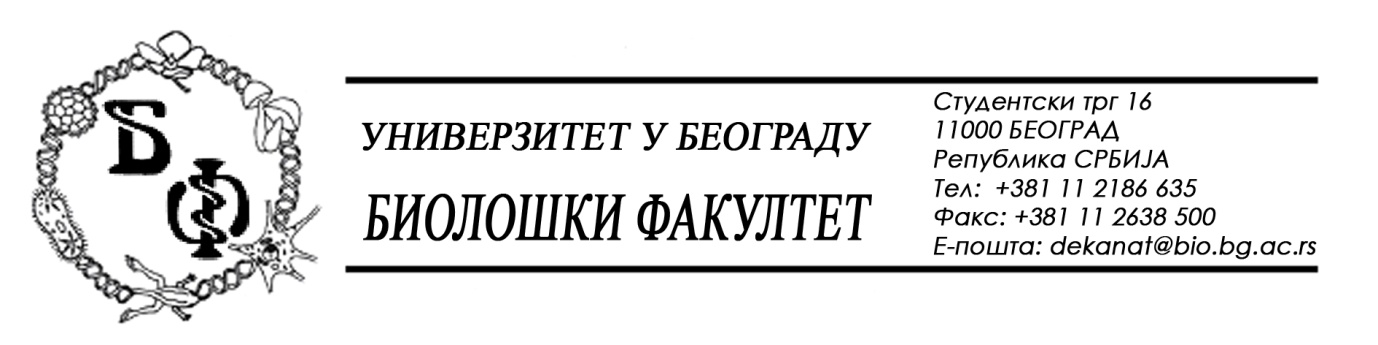 БФ
УНИВЕРЗИТЕТ У БЕОГРАДУ
БИОЛОШКИ ФАКУЛТЕТ
Студентски трг 16
11000 БЕОГРАД
Република СРБИЈА
Тел: +381 11 2186 635
Факс: +381 11 2638 500
Е-пошта: dekanat@bio.bg.ac.rs